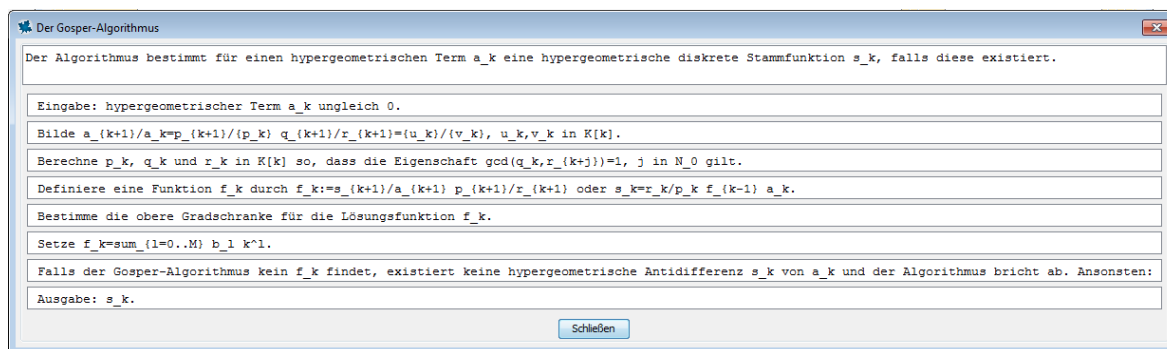 Der Gosper-Algorithmus
Der Algorithmus bestimmt für einen hypergeometrischen Term a_k eine hypergeometrische diskrete Stammfunktion s_k, falls diese existiert.
Eingabe: hypergeometrischer Term a_k ungleich 0.
Bilde a_{k+1}/a_k=p_{k+1}/{p_k} q_{k+1}/r_{k+1}={u_k}/{v_k}, u_k,v_k in K[k].
Berechne p_k, q_k und r_k in K[k] so, dass die Eigenschaft gcd(q_k,r_{k+j})=1, j in N_0 gilt.
Definiere eine Funktion f_k durch f_k:=s_{k+1}/a_{k+1} p_{k+1}/r_{k+1} oder s_k=r_k/p_k f_{k-1} a_k.
Bestimme die obere Gradschranke für die Lösungsfunktion f_k.
Setze f_k=sum_{l=0..M} b_l k^l.
Falls der Gosper-Algorithmus kein f_k findet, existiert keine hypergeometrische Antidifferenz s_k von a_k und der Algorithmus bricht ab. Ansonsten:
Ausgabe: s_k.
Schließen